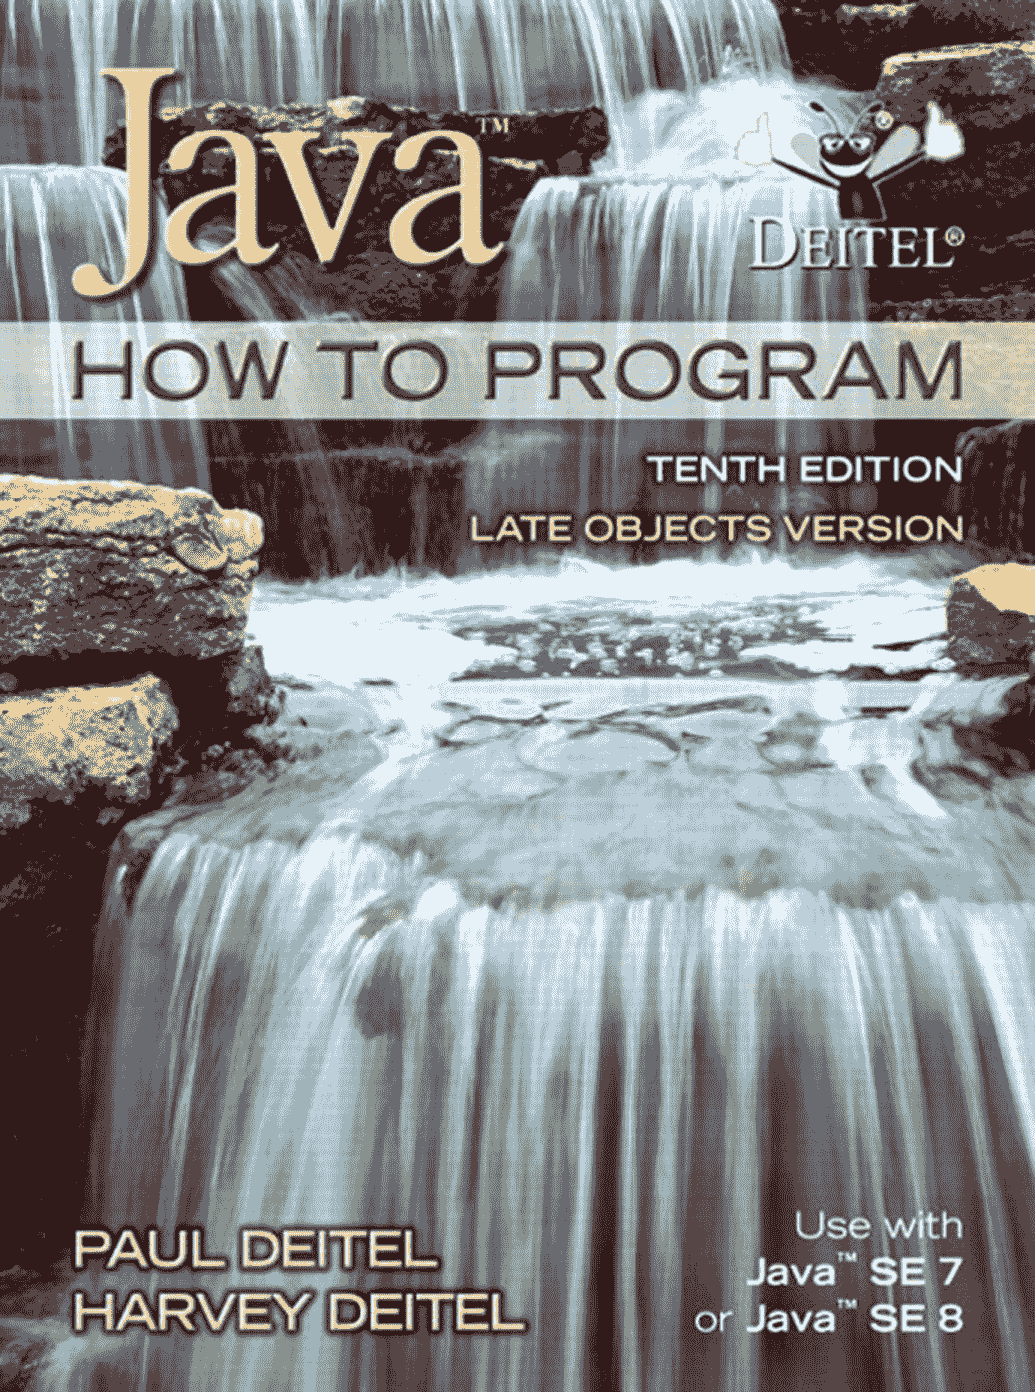 Java™
DEITEL®
HOW TO PROGRAM
TENTH EDITION
LATE OBJECTS VERSION
PAUL DEITEL
HARVEY DEITEL
Use with
Java™ SE 7
or Java™ SE 8